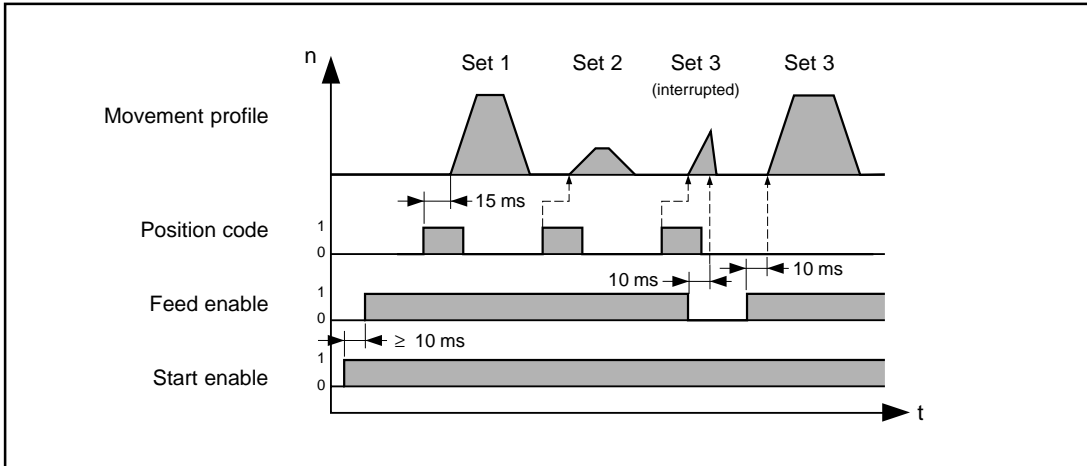 n
Set 1
Set 2
Set 3
(interrupted)
Set 3
Movement profile
15 ms
Position code
1
0
10 ms
10 ms
Feed enable
1
0
≥ 10 ms
Start enable
1
0
t